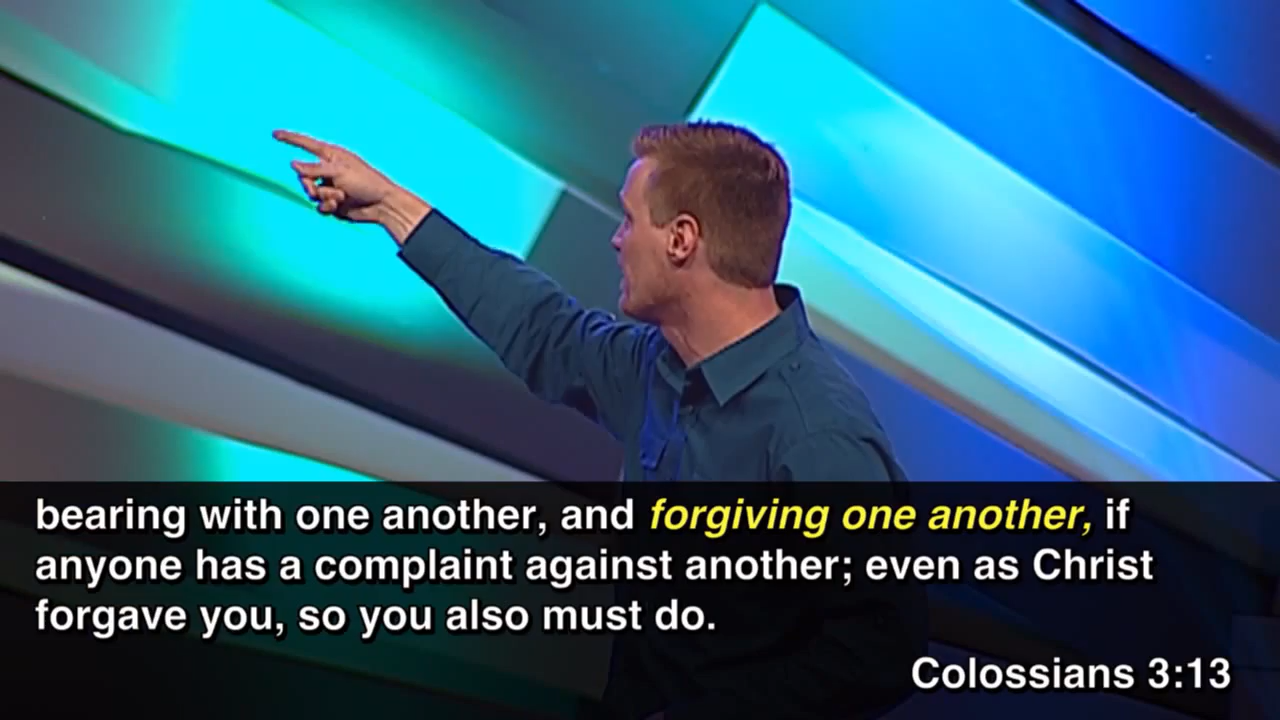 bearing with one another, and forgiving one another, if
anyone has a complaint against another; even as Christ
forgave you, so you also must do.
Colossians 3:13